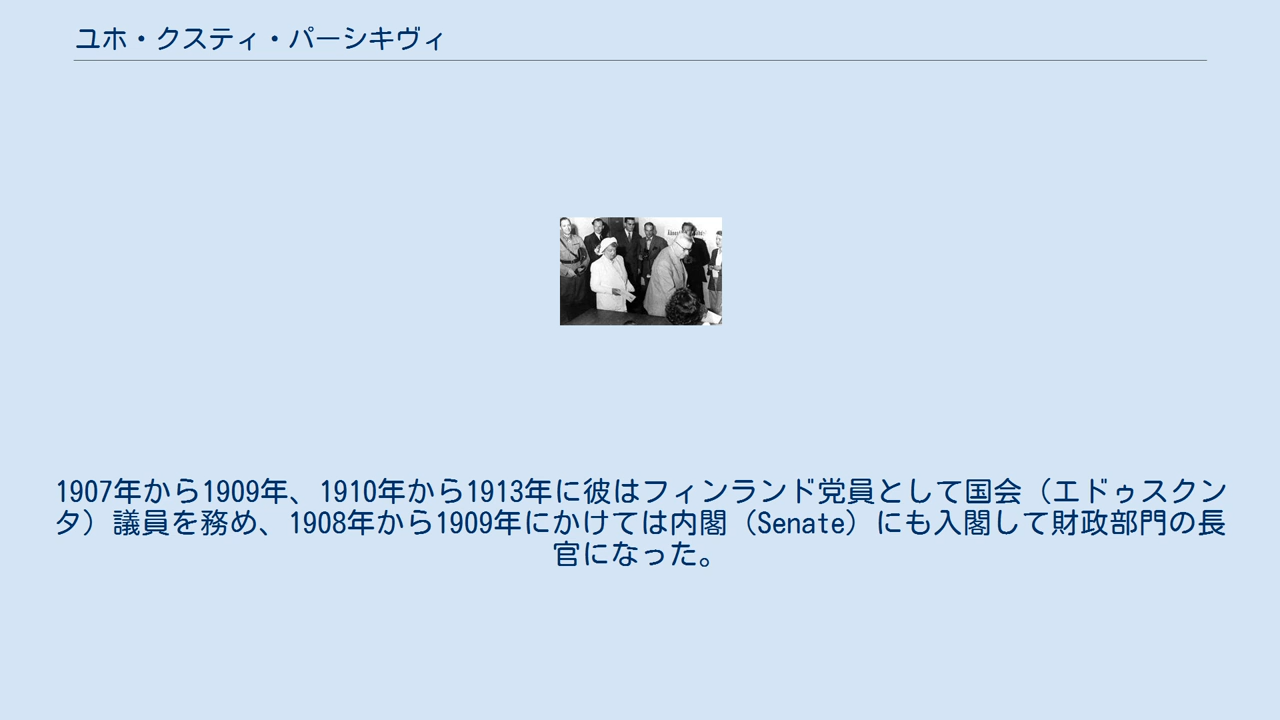 ユホ・クスティ・パーシキヴィ
1907年から1909年、1910年から1913年に彼はフィンランド党員として国会（エドゥスクン
タ）議員を務め、1908年から1909年にかけては内閣（Senate）にも入閣して財政部門の長
官になった。